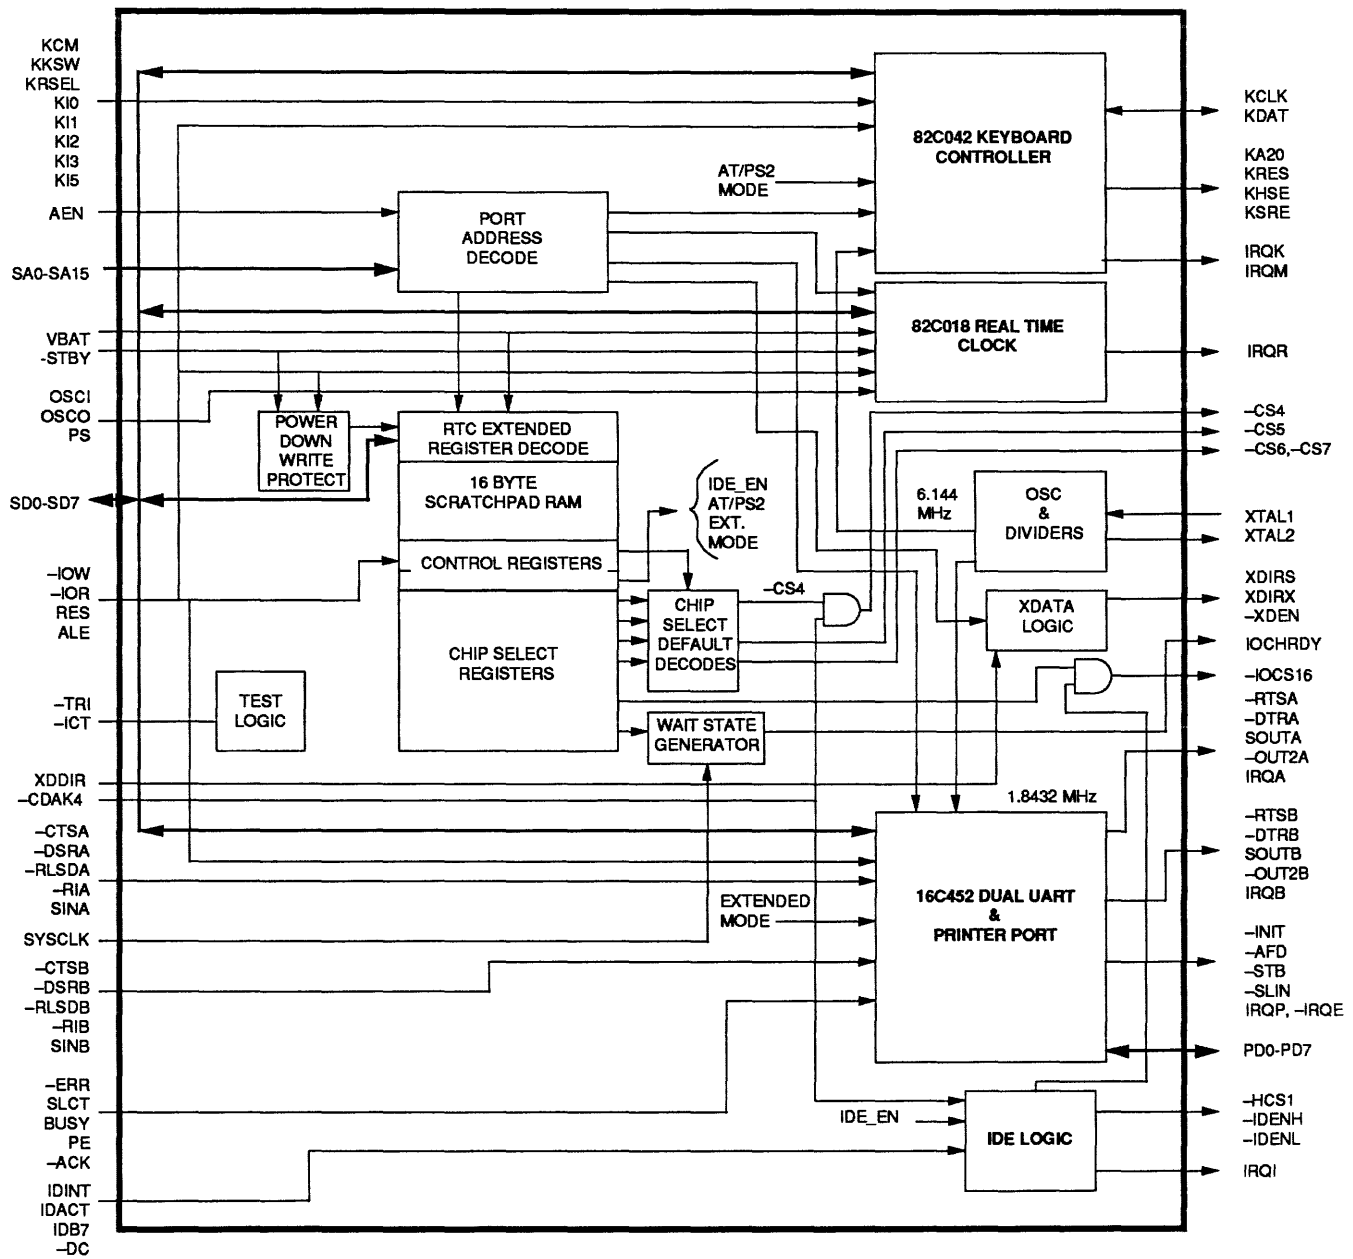 KCM
KKSW
KRSEL
KI0
KI1
KI2
KI3
KI5
AEN
SA0-SA15
VBAT
-STBY
OSCI
OSCO
PS
SD0-SD7
–IOW
–IOR
RES
ALE
–TRI
–ICT
XDDIR
–CDAK4
–CTSA
–DSRA
–RLSDA
–RIA
SINA
SYSCLK
–CTSB
–DSRB
–RLSDB
–RIB
SINB
–ERR
SLCT
BUSY
PE
–ACK
IDINT
IDACT
IDB7
–DC
PORT
ADDRESS
DECODE
AT/PS2
MODE
82C042 KEYBOARD
CONTROLLER
82C018 REAL TIME
CLOCK
POWER
DOWN
WRITE
PROTECT
RTC EXTENDED
REGISTER DECODE
16 BYTE
SCRATCHPAD RAM
CONTROL REGISTERS
CHIP SELECT
REGISTERS
IDE_EN
AT/PS2
EXT.
MODE
CHIP
SELECT
DEFAULT
DECODES
–CS4
6.144
MHz
OSC
&
DIVIDERS
XDATA
LOGIC
TEST
LOGIC
WAIT STATE
GENERATOR
1.8432 MHz
EXTENDED
MODE
16C452 DUAL UART
&
PRINTER PORT
IDE_EN
IDE LOGIC
KCLK
KDAT
KA20
KRES
KHSE
KSRE
IRQK
IRQM
IRQR
–CS4
–CS5
–CS6,–CS7
XTAL1
XTAL2
XDIRS
XDIRX
–XDEN
IOCHRDY
–IOCS16
–RTSA
–DTRA
SOUTA
–OUT2A
IRQA
–RTSB
–DTRB
SOUTB
–OUT2B
IRQB
–INIT
–AFD
–STB
–SLIN
IRQP, –IRQE
PD0-PD7
–HCS1
–IDENH
–IDENL
IRQI